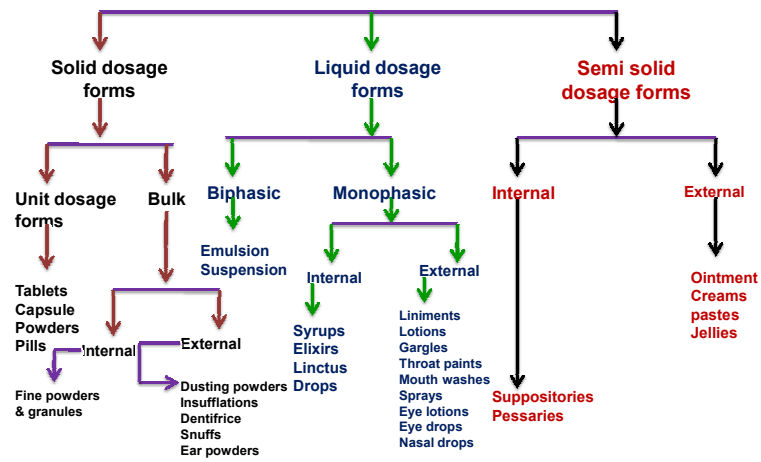 Solid dosage
forms
Liquid dosage
forms
Semi solid
dosage forms
Unit dosage
forms
Bulk
Biphasic
Monophasic
Internal
External
Tablets
Capsule
Powders
Pills
Internal
External
Fine powders
& granules
Dusting powders
Insufflations
Dentifrice
Snuffs
Ear powders
Emulsion
Suspension
Internal
External
Syrups
Elixirs
Linctus
Drops
Liniments
Lotions
Gargles
Throat paints
Mouth washes
Sprays
Eye lotions
Eye drops
Nasal drops
Suppositories
Pessaries
Ointment
Creams
pastes
Jellies